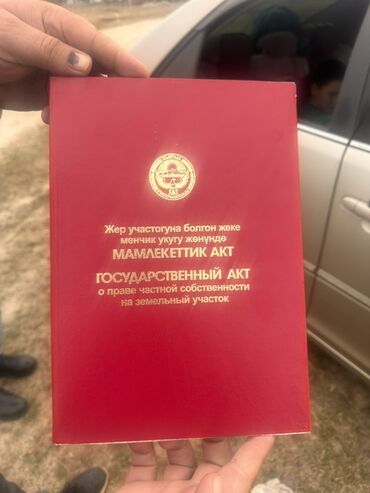 Жер участогуна болгон жеке
менчик укугу жөнүндө
МАМЛЕКЕТТИК АКТ
ГОСУДАРСТВЕННЫЙ АКТ
о праве частной собственности
на земельный участок